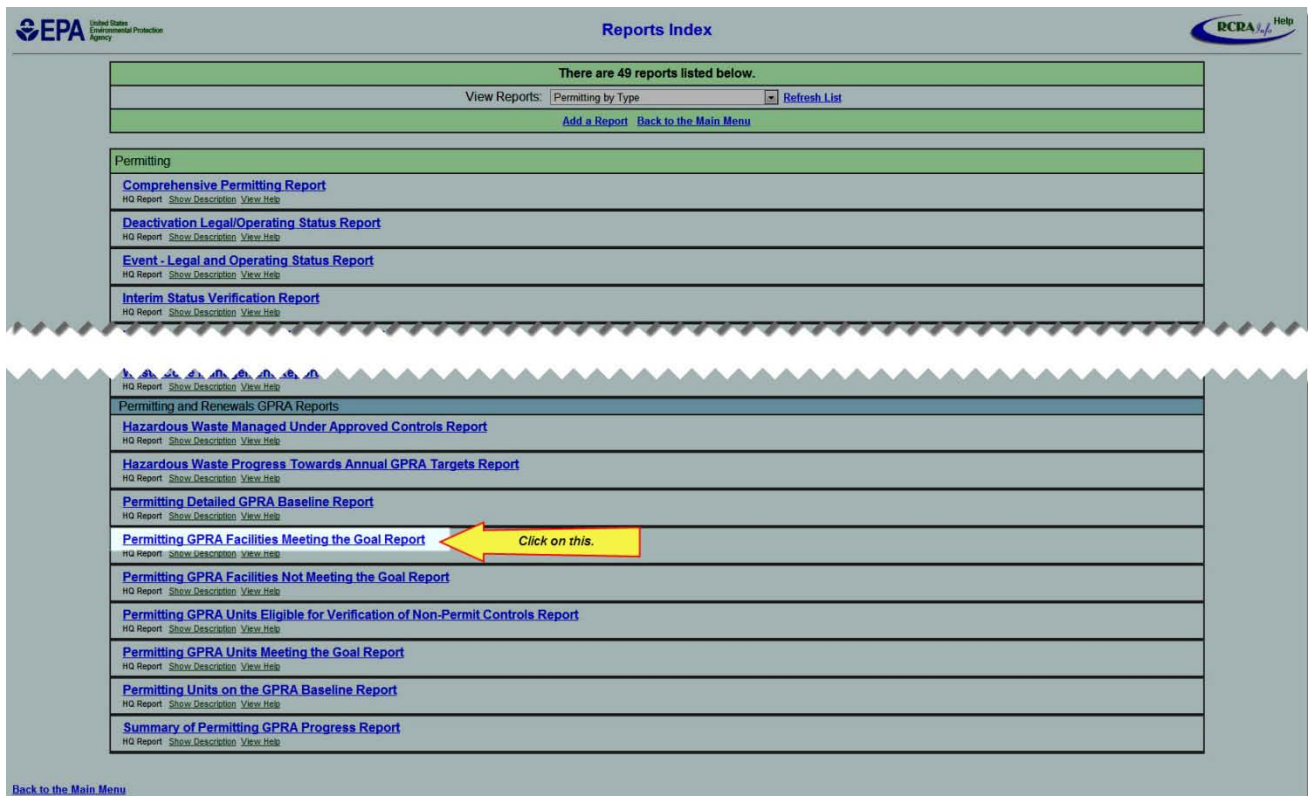 EPA United States Environmental Protection Agency
Reports Index
RCRAInfo Help
There are 49 reports listed below.
View Reports: Permitting by Type Refresh List
Add a Report Back to the Main Menu
Permitting
Comprehensive Permitting Report
HQ Report Show Description View Help
Deactivation Legal/Operating Status Report
HQ Report Show Description View Help
Event - Legal and Operating Status Report
HQ Report Show Description View Help
Interim Status Verification Report
HQ Report Show Description View Help
HQ Report Show Description View Help
Permitting and Renewals GPRA Reports
Hazardous Waste Managed Under Approved Controls Report
HQ Report Show Description View Help
Hazardous Waste Progress Towards Annual GPRA Targets Report
HQ Report Show Description View Help
Permitting Detailed GPRA Baseline Report
HQ Report Show Description View Help
Permitting GPRA Facilities Meeting the Goal Report Click on this.
HQ Report Show Description View Help
Permitting GPRA Facilities Not Meeting the Goal Report
HQ Report Show Description View Help
Permitting GPRA Units Eligible for Verification of Non-Permit Controls Report
HQ Report Show Description View Help
Permitting GPRA Units Meeting the Goal Report
HQ Report Show Description View Help
Permitting Units on the GPRA Baseline Report
HQ Report Show Description View Help
Summary of Permitting GPRA Progress Report
HQ Report Show Description View Help
Back to the Main Menu